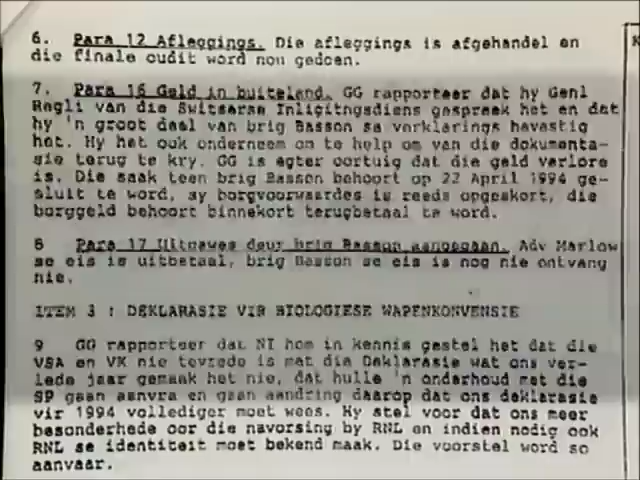 6. Para 12 Afleggings. Die afleggings is afgehandel en
die finale oudit word nou gedoen.
7. Para 16 Geld in buiteland. GG rapporteer dat hy Genl
Regli van die Switserse Inligitngsdiens gespreek het en dat
hy 'n groot deel van brig Basson se verklarings bevestig
het. Hy het ook onderneem om te help om van die dokumenta-
sie terug te kry. GG is egter oortuig dat die geld verlore
is. Die saak teen brig Basson behoort op 22 April 1994 ge-
sluit te word, sy borgvoorwaardes is reeds opgeskort, die
borggeld behoort binnekort terugbetaal te word.
8 Para 17 Uitgawes deur brig Basson aangegaan. Adv Marlow
se eis is uitbetaal, brig Basson se eis is nog nie ontvang
nie.
ITEM 3 : DEKLARASIE VIR BIOLOGIESE WAPENKONVENSIE
9 GG rapporteer dat NI hom in kennis gestel het dat die
VSA en VK nie tevrede is met die Deklarasie wat ons ver-
lede jaar gemaak het nie, dat hulle 'n onderhoud met die
SP gaan aanvra en gaan aandring daarop dat ons deklarasie
vir 1994 vollediger moet wees. Hy stel voor dat ons meer
besonderhede oor die navorsing by RNL en indien nodig ook
RNL se identiteit moet bekend maak. Die voorstel word so
aanvaar.
K